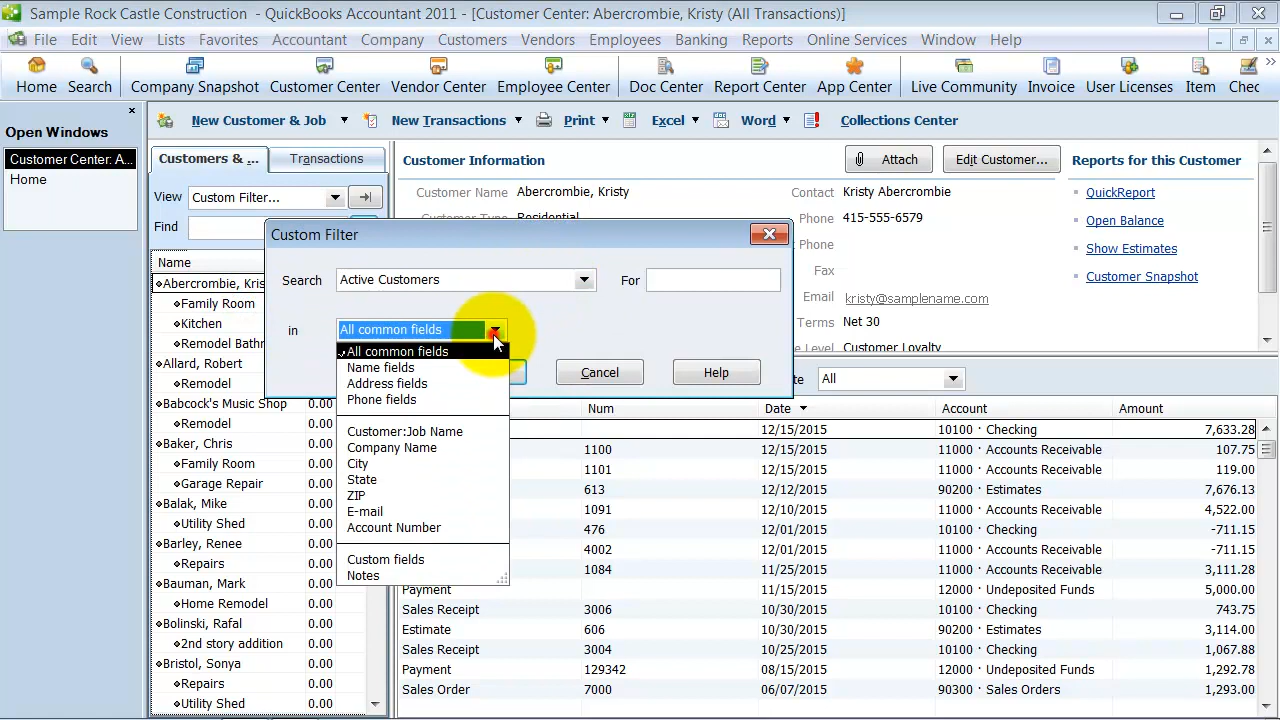 Sample Rock Castle Construction - QuickBooks Accountant 2011 - [Customer Center: Abercrombie, Kristy (All Transactions)]
File Edit View Lists Favorites Accountant Company Customers Vendors Employees Banking Reports Online Services Window Help
Home Search Company Snapshot Customer Center Vendor Center Employee Center Doc Center Report Center App Center Live Community Invoice User Licenses Item Chec
Open Windows
Customer Center: A...
Home
New Customer & Job New Transactions Print Excel Word Collections Center
Customers & ... Transactions
View Custom Filter...
Find
Name
Abercrombie, Kris
Family Room
Kitchen
Remodel Bathr
Allard, Robert
Remodel
Babcock's Music Shop 0.00
Remodel 0.00
Baker, Chris 0.00
Family Room 0.00
Garage Repair 0.00
Balak, Mike 0.00
Utility Shed 0.00
Barley, Renee 0.00
Repairs 0.00
Bauman, Mark 0.00
Home Remodel 0.00
Bolinski, Rafal 0.00
2nd story addition 0.00
Bristol, Sonya 0.00
Repairs 0.00
Utility Shed 0.00
Customer Information Attach Edit Customer... Reports for this Customer
Customer Name Abercrombie, Kristy Contact Kristy Abercrombie QuickReport
Customer Type Residential Phone 415-555-6579 Open Balance
Phone Show Estimates
Fax Customer Snapshot
Email kristy@samplename.com
Terms Net 30
Customer Loyalty
Custom Filter
Search Active Customers For
in All common fields
Cancel Help
All common fields
Name fields
Address fields
Phone fields
Customer:Job Name
Company Name
City
State
ZIP
E-mail
Account Number
Custom fields
Notes
All
Num Date Account Amount
12/15/2015 10100 · Checking 7,633.28
1100 12/15/2015 11000 · Accounts Receivable 107.75
1101 12/15/2015 11000 · Accounts Receivable 119.00
613 12/12/2015 90200 · Estimates 7,676.13
1091 12/10/2015 11000 · Accounts Receivable 4,522.00
476 12/01/2015 10100 · Checking -711.15
4002 12/01/2015 11000 · Accounts Receivable -711.15
1084 11/25/2015 11000 · Accounts Receivable 3,111.28
Payment 11/15/2015 12000 · Undeposited Funds 5,000.00
Sales Receipt 3006 10/30/2015 10100 · Checking 743.75
Estimate 606 10/30/2015 90200 · Estimates 3,114.00
Sales Receipt 3004 10/25/2015 10100 · Checking 1,067.88
Payment 129342 08/15/2015 12000 · Undeposited Funds 1,292.78
Sales Order 7000 06/07/2015 90300 · Sales Orders 1,293.00